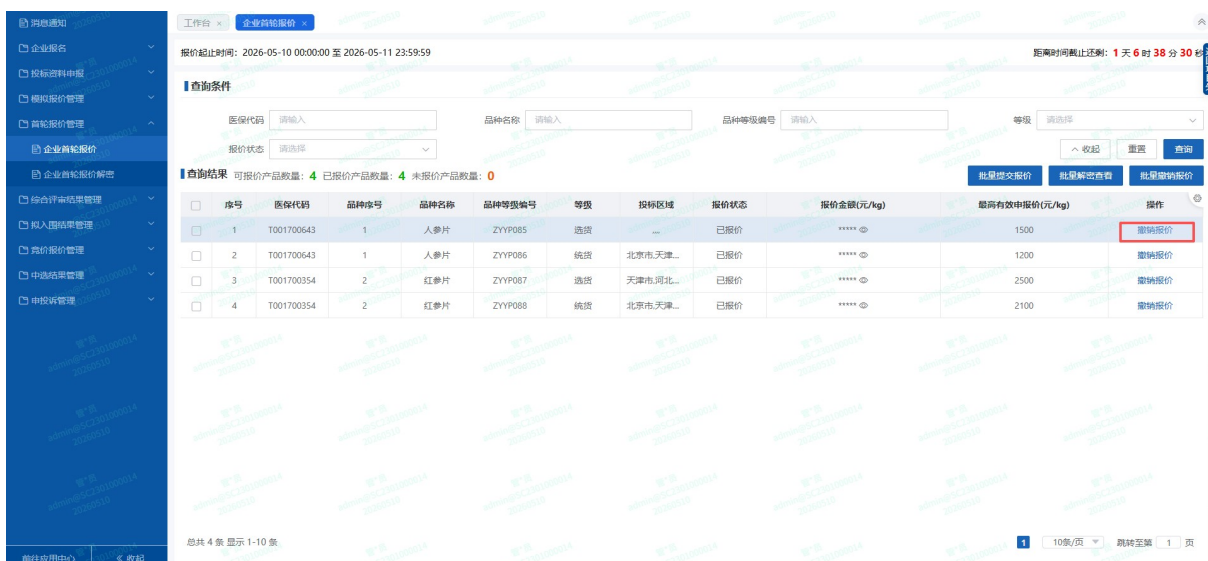 消息通知
企业报名
投标资料申报
模拟报价管理
首轮报价管理
企业首轮报价
企业首轮报价解密
综合评审结果管理
拟入围结果管理
竞价报价管理
中选结果管理
申投诉管理
前往应用中心 收起
工作台 × 企业首轮报价 ×
报价起止时间：2026-05-10 00:00:00 至 2026-05-11 23:59:59 距离时间截止还剩：1 天 6 时 38 分 30 秒
查询条件
医保代码 请输入 品种名称 请输入 品种等级编号 请输入 等级 请选择
报价状态 请选择 收起 重置 查询
查询结果 可报价产品数量：4 已报价产品数量：4 未报价产品数量：0 批量提交报价 批量解密查看 批量撤销报价
序号 医保代码 品种序号 品种名称 品种等级编号 等级 投标区域 报价状态 报价金额(元/kg) 最高有效申报价(元/kg) 操作
1 T001700643 1 人参片 ZYYP085 选货 ... 已报价 ***** 1500 撤销报价
2 T001700643 1 人参片 ZYYP086 统货 北京市,天津... 已报价 ***** 1200 撤销报价
3 T001700354 2 红参片 ZYYP087 选货 天津市,河北... 已报价 ***** 2500 撤销报价
4 T001700354 2 红参片 ZYYP088 统货 北京市,天津... 已报价 ***** 2100 撤销报价
总共 4 条 显示 1-10 条 1 10条/页 跳转至第 1 页